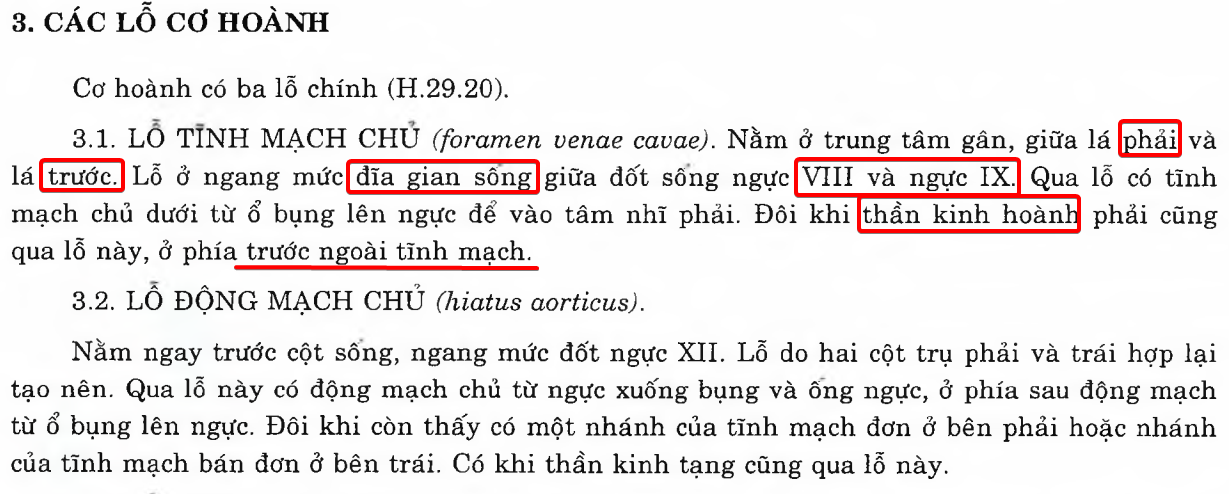 3. CÁC LỖ CƠ HOÀNH
Cơ hoành có ba lỗ chính (H.29.20).
3.1. LỖ TĨNH MẠCH CHỦ (foramen venae cavae). Nằm ở trung tâm gân, giữa lá phải và
lá trước. Lỗ ở ngang mức đĩa gian sống giữa đốt sống ngực VIII và ngực IX. Qua lỗ có tĩnh
mạch chủ dưới từ ổ bụng lên ngực để vào tâm nhĩ phải. Đôi khi thần kinh hoành phải cũng
qua lỗ này, ở phía trước ngoài tĩnh mạch.
3.2. LỖ ĐỘNG MẠCH CHỦ (hiatus aorticus).
Nằm ngay trước cột sống, ngang mức đốt ngực XII. Lỗ do hai cột trụ phải và trái hợp lại
tạo nên. Qua lỗ này có động mạch chủ từ ngực xuống bụng và ống ngực, ở phía sau động mạch
từ ổ bụng lên ngực. Đôi khi còn thấy có một nhánh của tĩnh mạch đơn ở bên phải hoặc nhánh
của tĩnh mạch bán đơn ở bên trái. Có khi thần kinh tạng cũng qua lỗ này.